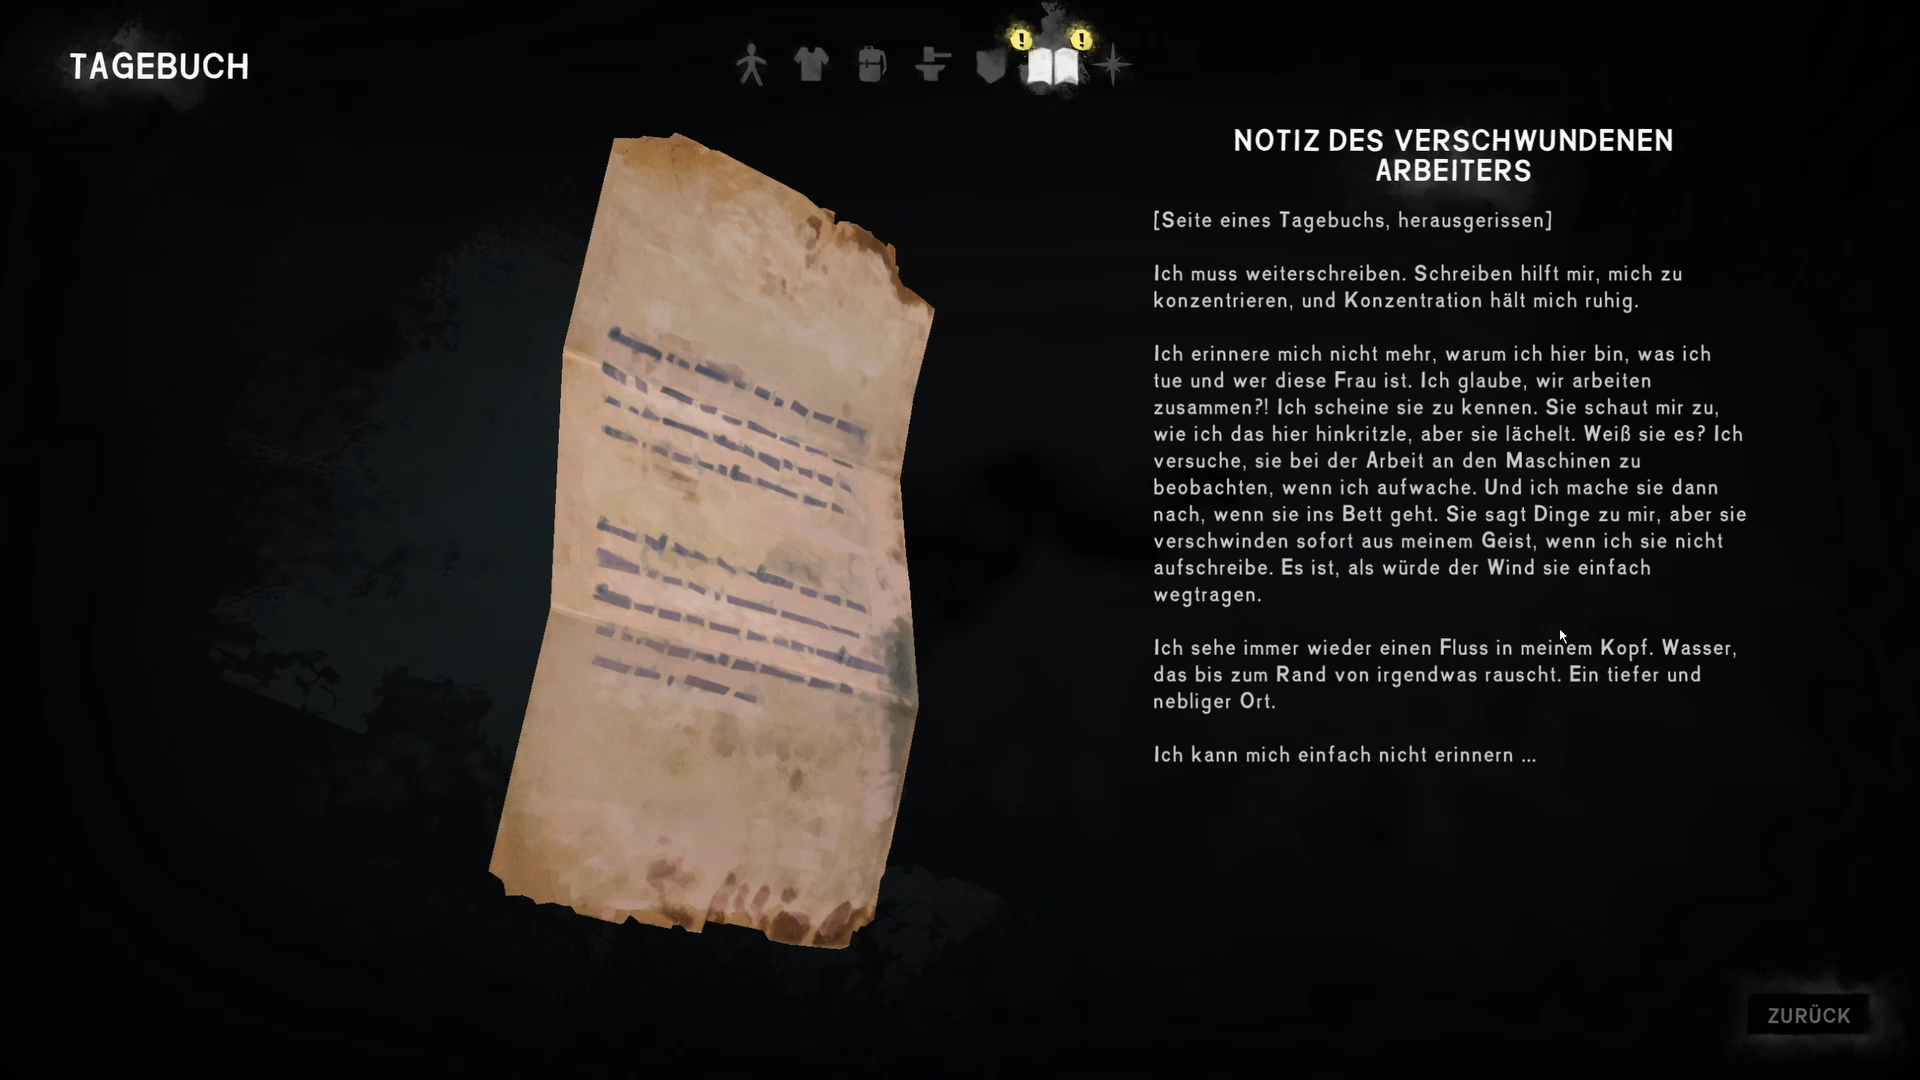 TAGEBUCH
NOTIZ DES VERSCHWUNDENEN
ARBEITERS
[Seite eines Tagebuchs, herausgerissen]
Ich muss weiterschreiben. Schreiben hilft mir, mich zu
konzentrieren, und Konzentration hält mich ruhig.
Ich erinnere mich nicht mehr, warum ich hier bin, was ich
tue und wer diese Frau ist. Ich glaube, wir arbeiten
zusammen?! Ich scheine sie zu kennen. Sie schaut mir zu,
wie ich das hier hinkritzle, aber sie lächelt. Weiß sie es? Ich
versuche, sie bei der Arbeit an den Maschinen zu
beobachten, wenn ich aufwache. Und ich mache sie dann
nach, wenn sie ins Bett geht. Sie sagt Dinge zu mir, aber sie
verschwinden sofort aus meinem Geist, wenn ich sie nicht
aufschreibe. Es ist, als würde der Wind sie einfach
wegtragen.
Ich sehe immer wieder einen Fluss in meinem Kopf. Wasser,
das bis zum Rand von irgendwas rauscht. Ein tiefer und
nebliger Ort.
Ich kann mich einfach nicht erinnern ...
ZURÜCK